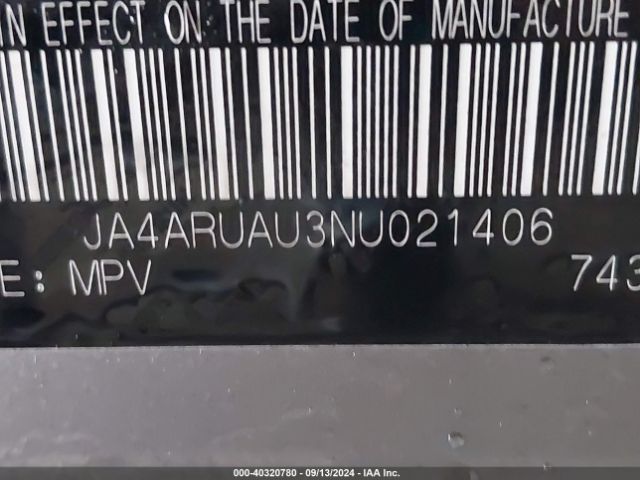 IN EFFECT ON THE DATE OF MANUFACTURE
JA4ARUAU3NU021406
E: MPV 743
000-40320780 - 09/13/2024 - IAA Inc.